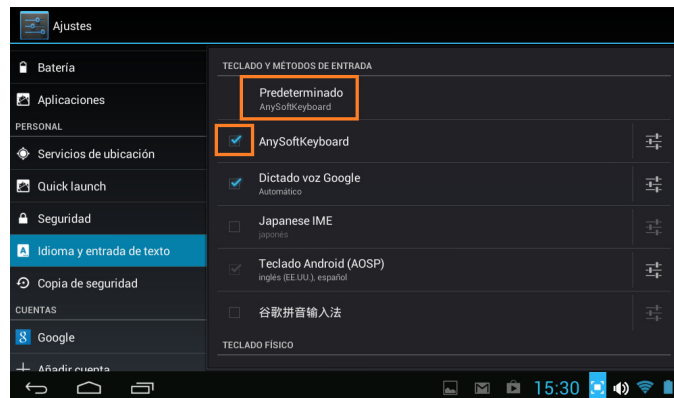 Ajustes
Batería
Aplicaciones
PERSONAL
Servicios de ubicación
Quick launch
Seguridad
Idioma y entrada de texto
Copia de seguridad
CUENTAS
Google
Añadir cuenta
TECLADO Y MÉTODOS DE ENTRADA
Predeterminado
AnySoftKeyboard
AnySoftKeyboard
Dictado voz Google
Automático
Japanese IME
japonés
Teclado Android (AOSP)
inglés (EE.UU.), español
谷歌拼音输入法
TECLADO FÍSICO
15:30